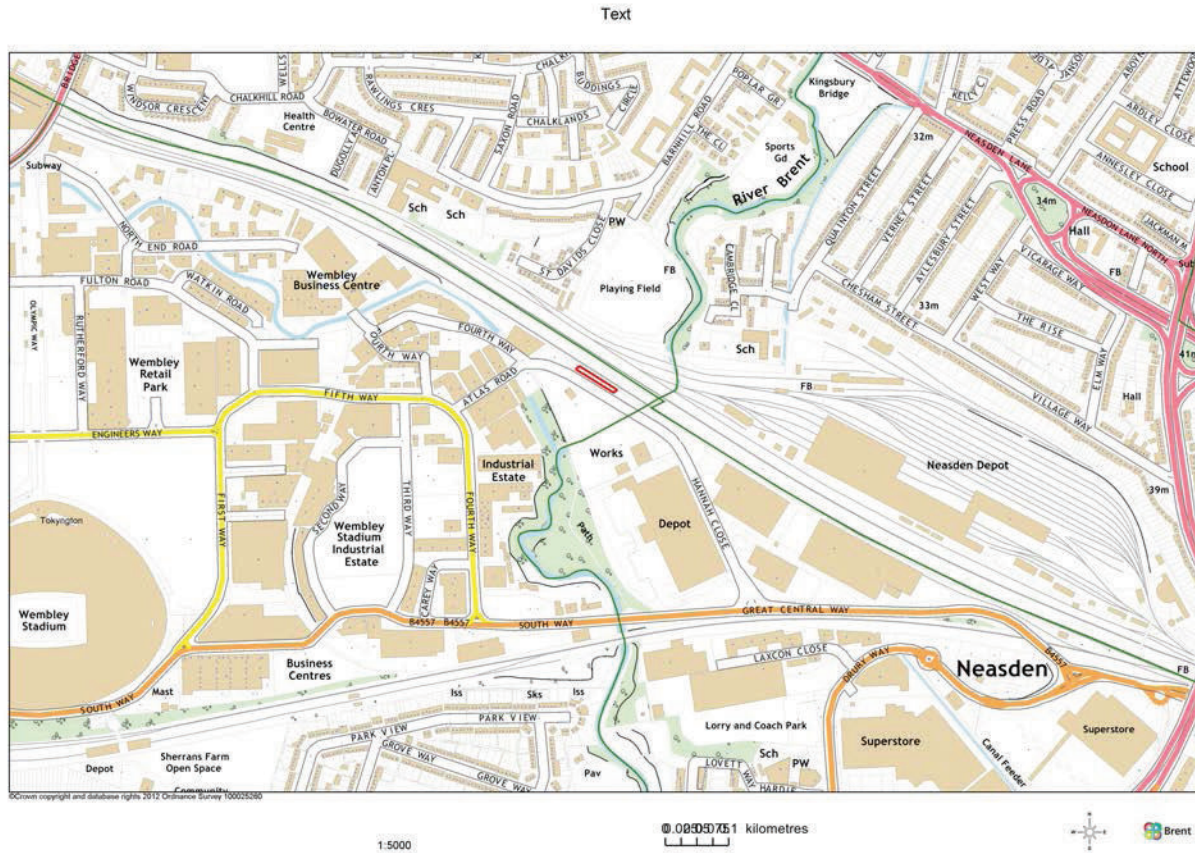 Text
BRIDGE
WELLS
WINDSOR CRESCENT
CHALKHILL ROAD
RAWLINGS CRES
BOWATER ROAD
Health
Centre
DUGOLLY AV
ANTON PL
SAXON ROAD
CHALKLANDS
BUDDINGS
CIRCLE
BARNHILL ROAD
POPLAR GR.
THE CL
Kingsbury
Bridge
Sports
Gd
River Brent
32m
NEASDEN LANE
KELLY C
PRESS ROAD
ARDLEY CLOSE
ANNESLEY CLOSE
School
JACKMAN M
34m
Hall
NEASDON LANE NORTH
FB
Subway
Sch
Sch
PW
ST DAVIDS CLOSE
Playing Field
FB
CAMBRIDGE CL
Sch
QUAINTON STREET
VERNEY STREET
AYLESBURY STREET
CHESHAM STREET
33m
WEST WAY
VICARAGE WAY
THE RISE
ELM WAY
Hall
VILLAGE WAY
41m
39m
NORTH
END ROAD
FULTON ROAD
WATKIN ROAD
Wembley
Business Centre
OLYMPIC WAY
RUTHERFORD WAY
Wembley
Retail
Park
FOURTH WAY
OURTH WAY
ATLAS ROAD
FIFTH WAY
ENGINEERS WAY
FB
Works
Industrial
Estate
Neasden Depot
FIRST WAY
SECOND WAY
THIRD WAY
FOURTH WAY
Tokyngton
Wembley
Stadium
Industrial
Estate
Path
Depot
HANNAH CLOSE
Wembley
Stadium
CAREY WAY
B4557
B4557
SOUTH WAY
GREAT CENTRAL WAY
B4557
FB
Business
Centres
Mast
SOUTH WAY
LAXCON CLOSE
DRURY WAY
Neasden
Iss
Sks
Iss
PARK VIEW
PARK VIEW
GROVE WAY
GROVE WAY
Lorry and Coach Park
Superstore
Superstore
Canal Feeder
Depot
Sherrans Farm
Open Space
Community
Pav
Sch
PW
LOVETT WAY
HARDIE
©Crown copyright and database rights 2012 Ordnance Survey 100025260
1:5000
kilometres
Brent